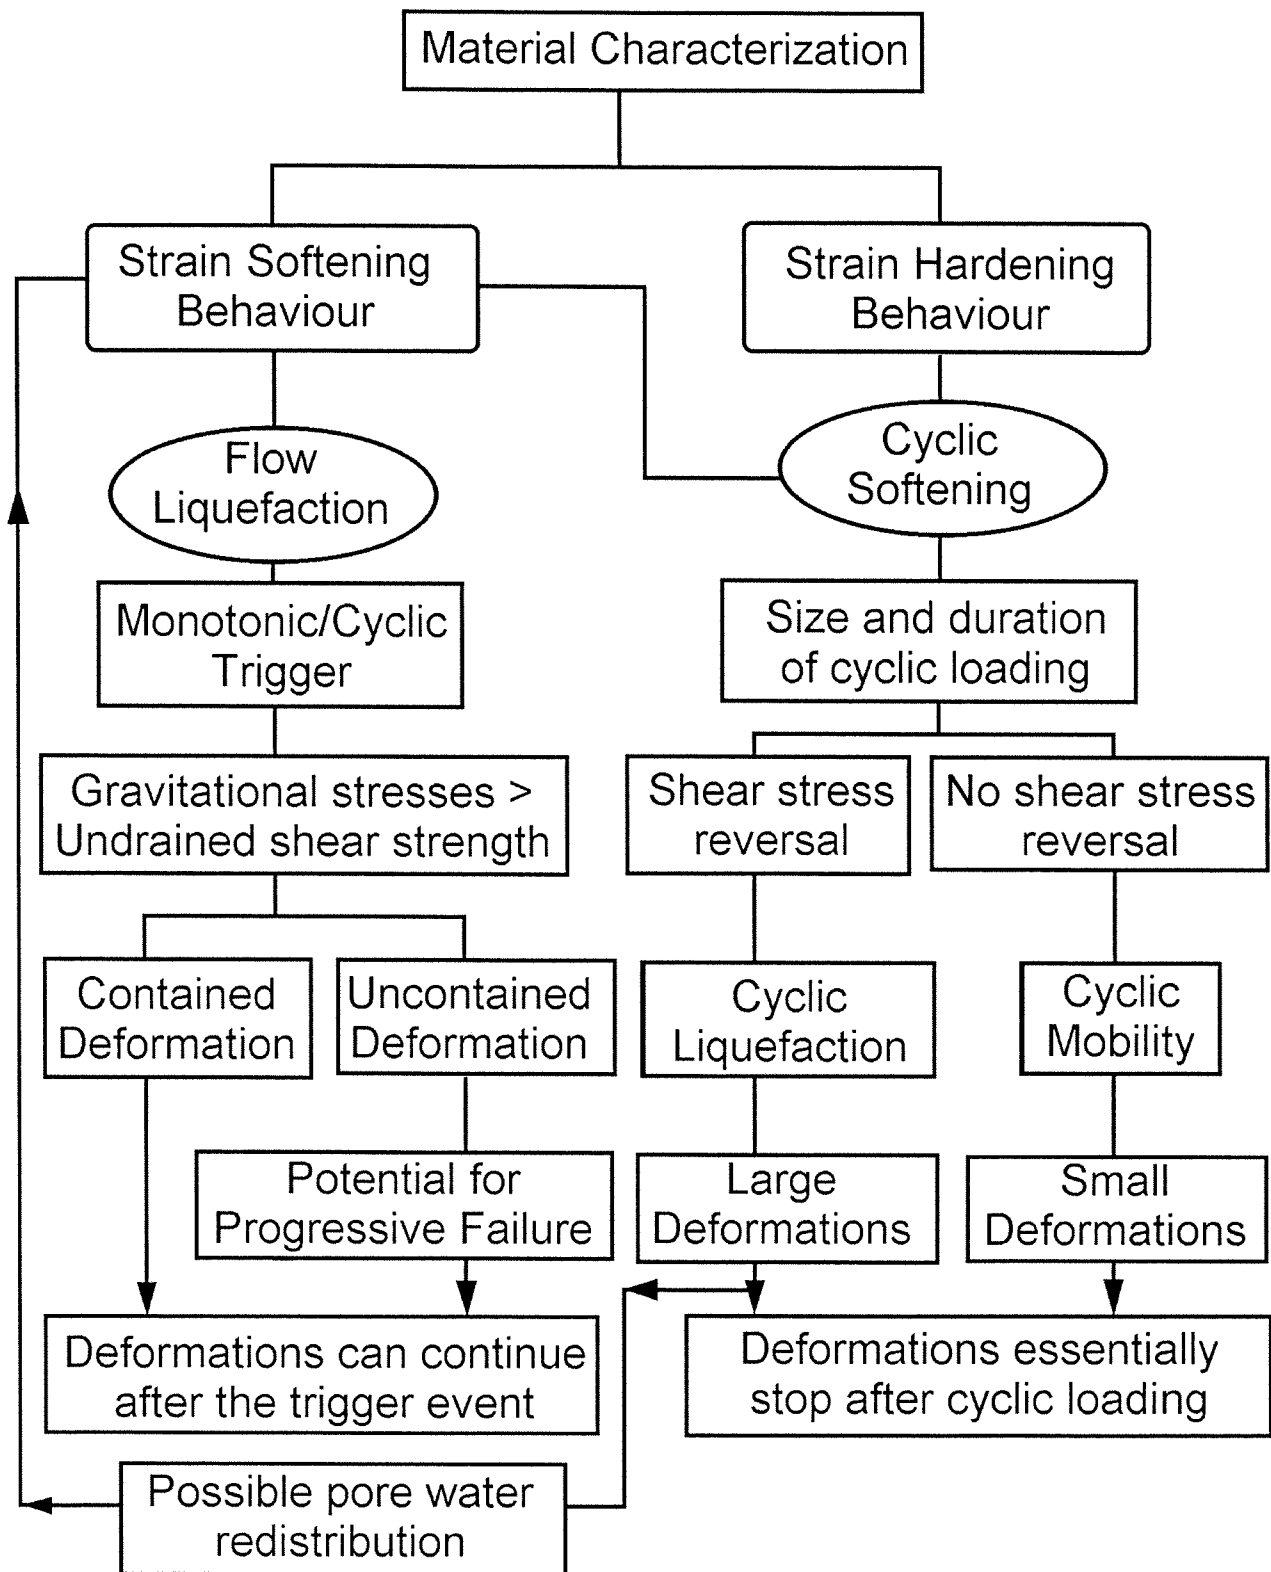 Material Characterization
Strain Softening
Behaviour
Strain Hardening
Behaviour
Flow
Liquefaction
Cyclic
Softening
Monotonic/Cyclic
Trigger
Size and duration
of cyclic loading
Gravitational stresses >
Undrained shear strength
Shear stress
reversal
No shear stress
reversal
Contained
Deformation
Uncontained
Deformation
Cyclic
Liquefaction
Cyclic
Mobility
Potential for
Progressive Failure
Large
Deformations
Small
Deformations
Deformations can continue
after the trigger event
Deformations essentially
stop after cyclic loading
Possible pore water
redistribution